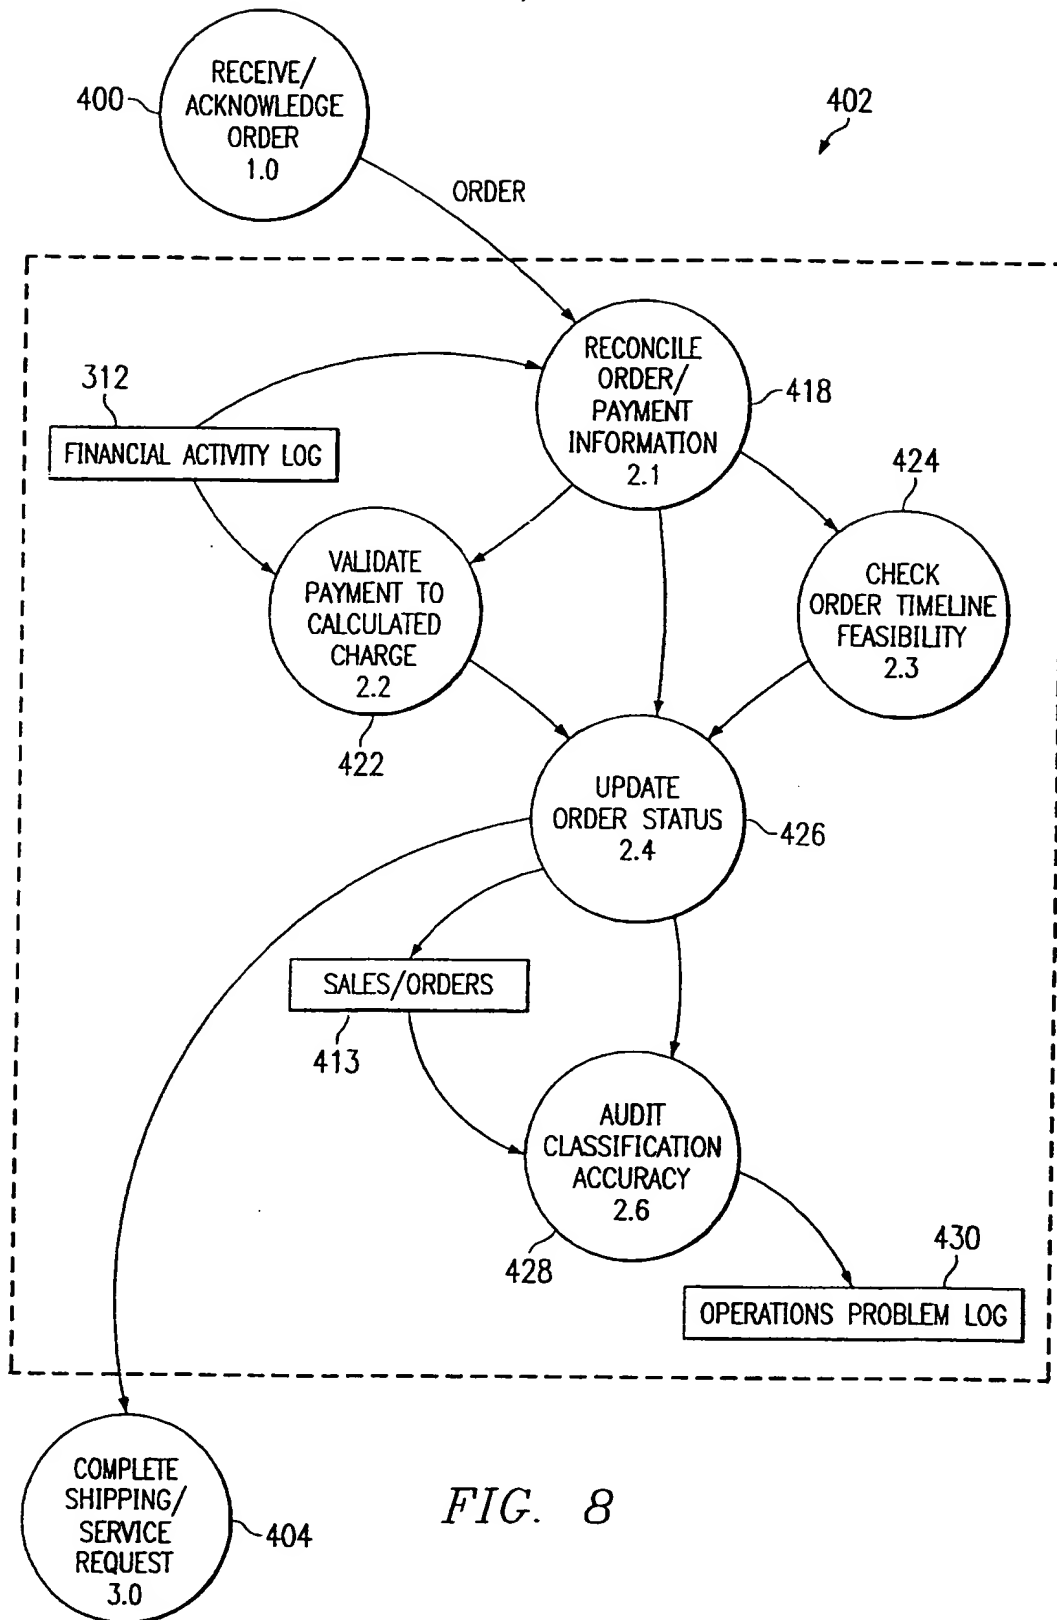 RECEIVE/
ACKNOWLEDGE
ORDER
1.0
400
402
ORDER
RECONCILE
ORDER/
PAYMENT
INFORMATION
2.1
418
312
FINANCIAL ACTIVITY LOG
424
VALIDATE
PAYMENT TO
CALCULATED
CHARGE
2.2
422
CHECK
ORDER TIMELINE
FEASIBILITY
2.3
UPDATE
ORDER STATUS
2.4
426
SALES/ORDERS
413
AUDIT
CLASSIFICATION
ACCURACY
2.6
428
430
OPERATIONS PROBLEM LOG
COMPLETE
SHIPPING/
SERVICE
REQUEST
3.0
404
FIG. 8